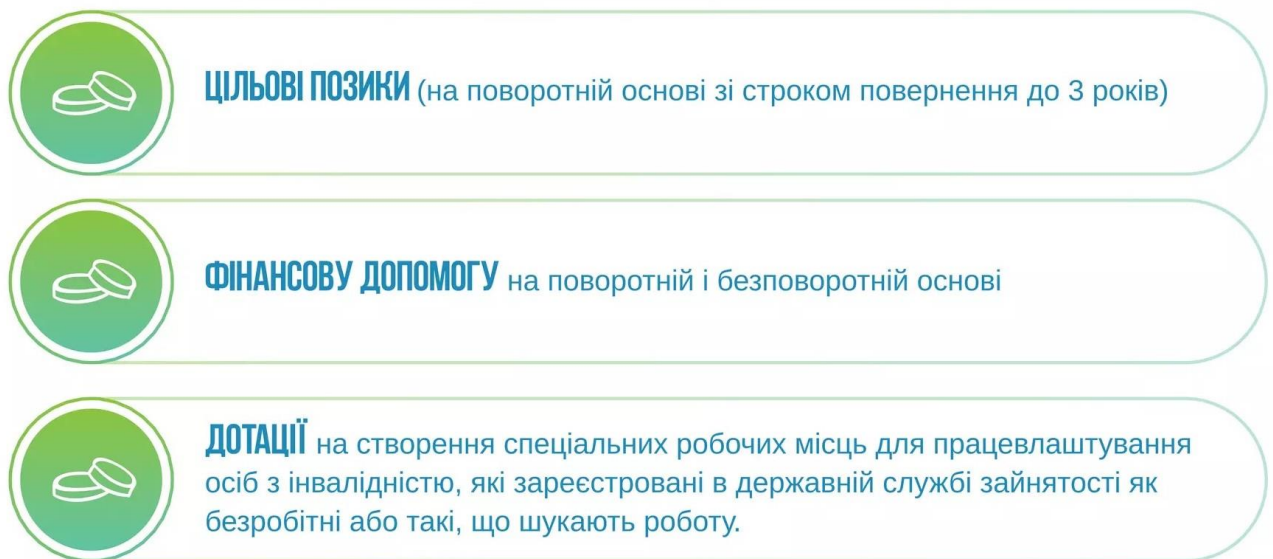 ЦІЛЬОВІ ПОЗИКИ (на поворотній основі зі строком повернення до 3 років)
ФІНАНСОВУ ДОПОМОГУ на поворотній і безповоротній основі
ДОТАЦІЇ на створення спеціальних робочих місць для працевлаштування
осіб з інвалідністю, які зареєстровані в державній службі зайнятості як
безробітні або такі, що шукають роботу.